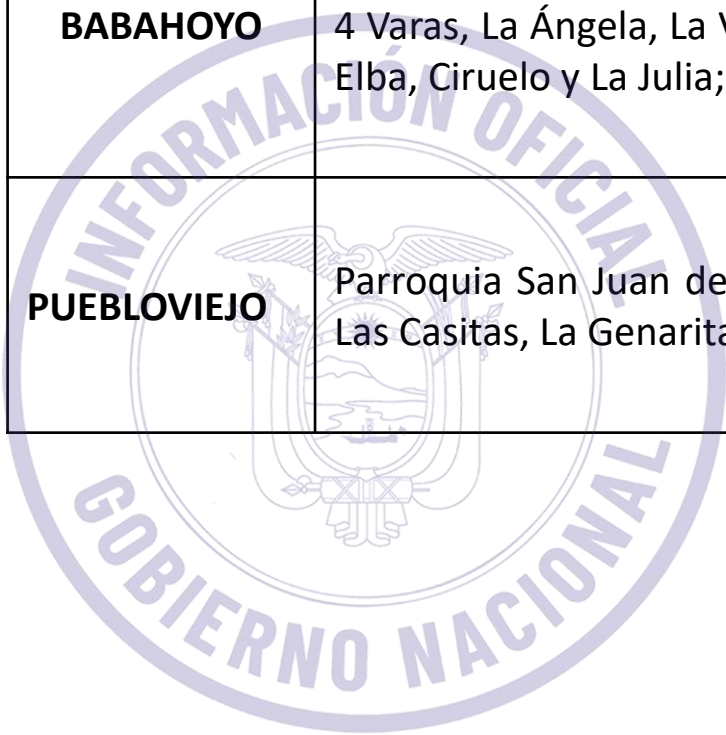 BABAHOYO
4 Varas, La Ángela, La
Elba, Ciruelo y La Julia;
PUEBLOVIEJO
Parroquia San Juan de
Las Casitas, La Genarita
INFORMACIÓN OFICIAL
GOBIERNO NACIONAL